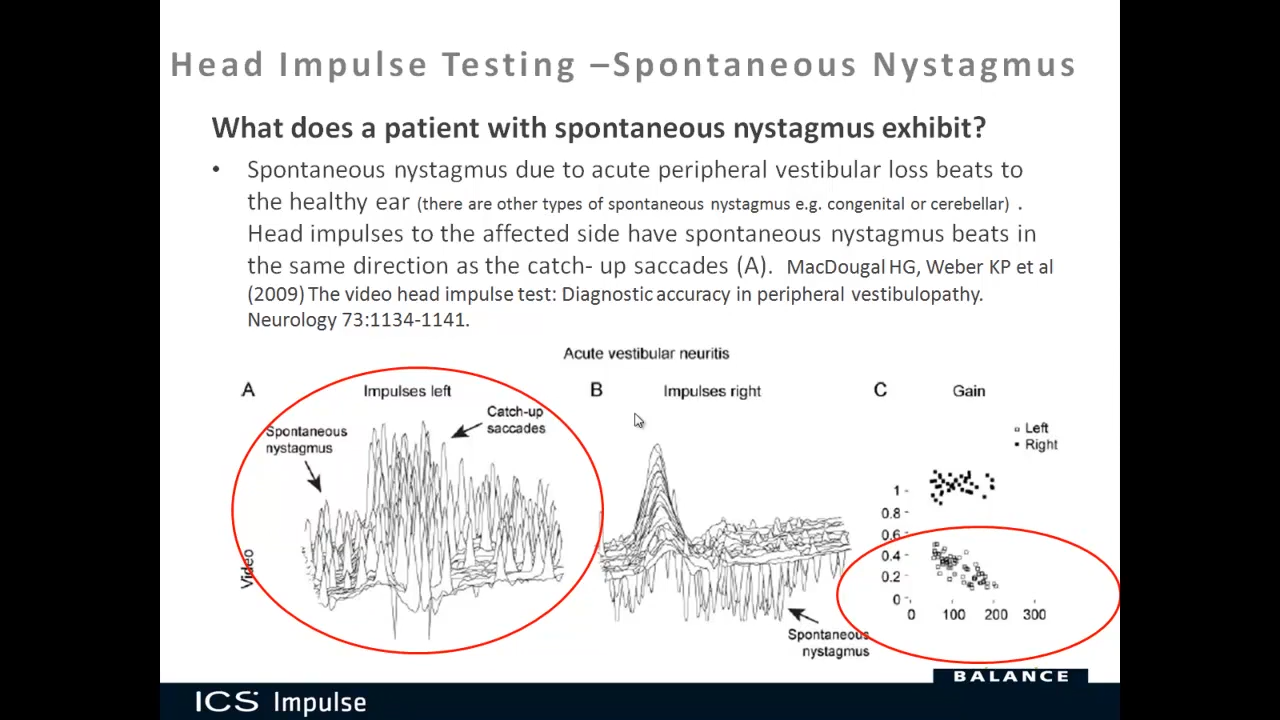 Head Impulse Testing –Spontaneous Nystagmus
What does a patient with spontaneous nystagmus exhibit?
• Spontaneous nystagmus due to acute peripheral vestibular loss beats to
the healthy ear (there are other types of spontaneous nystagmus e.g. congenital or cerebellar) .
Head impulses to the affected side have spontaneous nystagmus beats in
the same direction as the catch- up saccades (A). MacDougal HG, Weber KP et al
(2009) The video head impulse test: Diagnostic accuracy in peripheral vestibulopathy.
Neurology 73:1134-1141.
Acute vestibular neuritis
A
Impulses left
Spontaneous
nystagmus
Catch-up
saccades
Video
B
Impulses right
Spontaneous
nystagmus
C
Gain
Left
Right
1
0.8
0.6
0.4
0.2
0
0 100 200 300
BALANCE
ICS Impulse